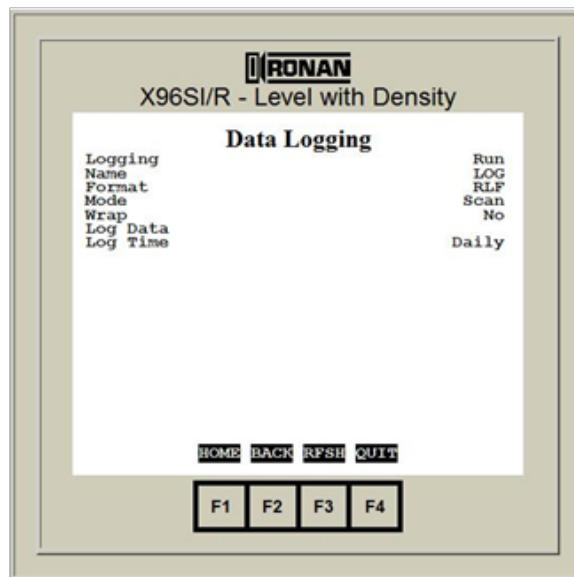 RONAN
X96SI/R - Level with Density
Data Logging
Logging Run
Name LOG
Format RLF
Mode Scan
Wrap No
Log Data
Log Time Daily
HOME BACK RFSH QUIT
F1 F2 F3 F4